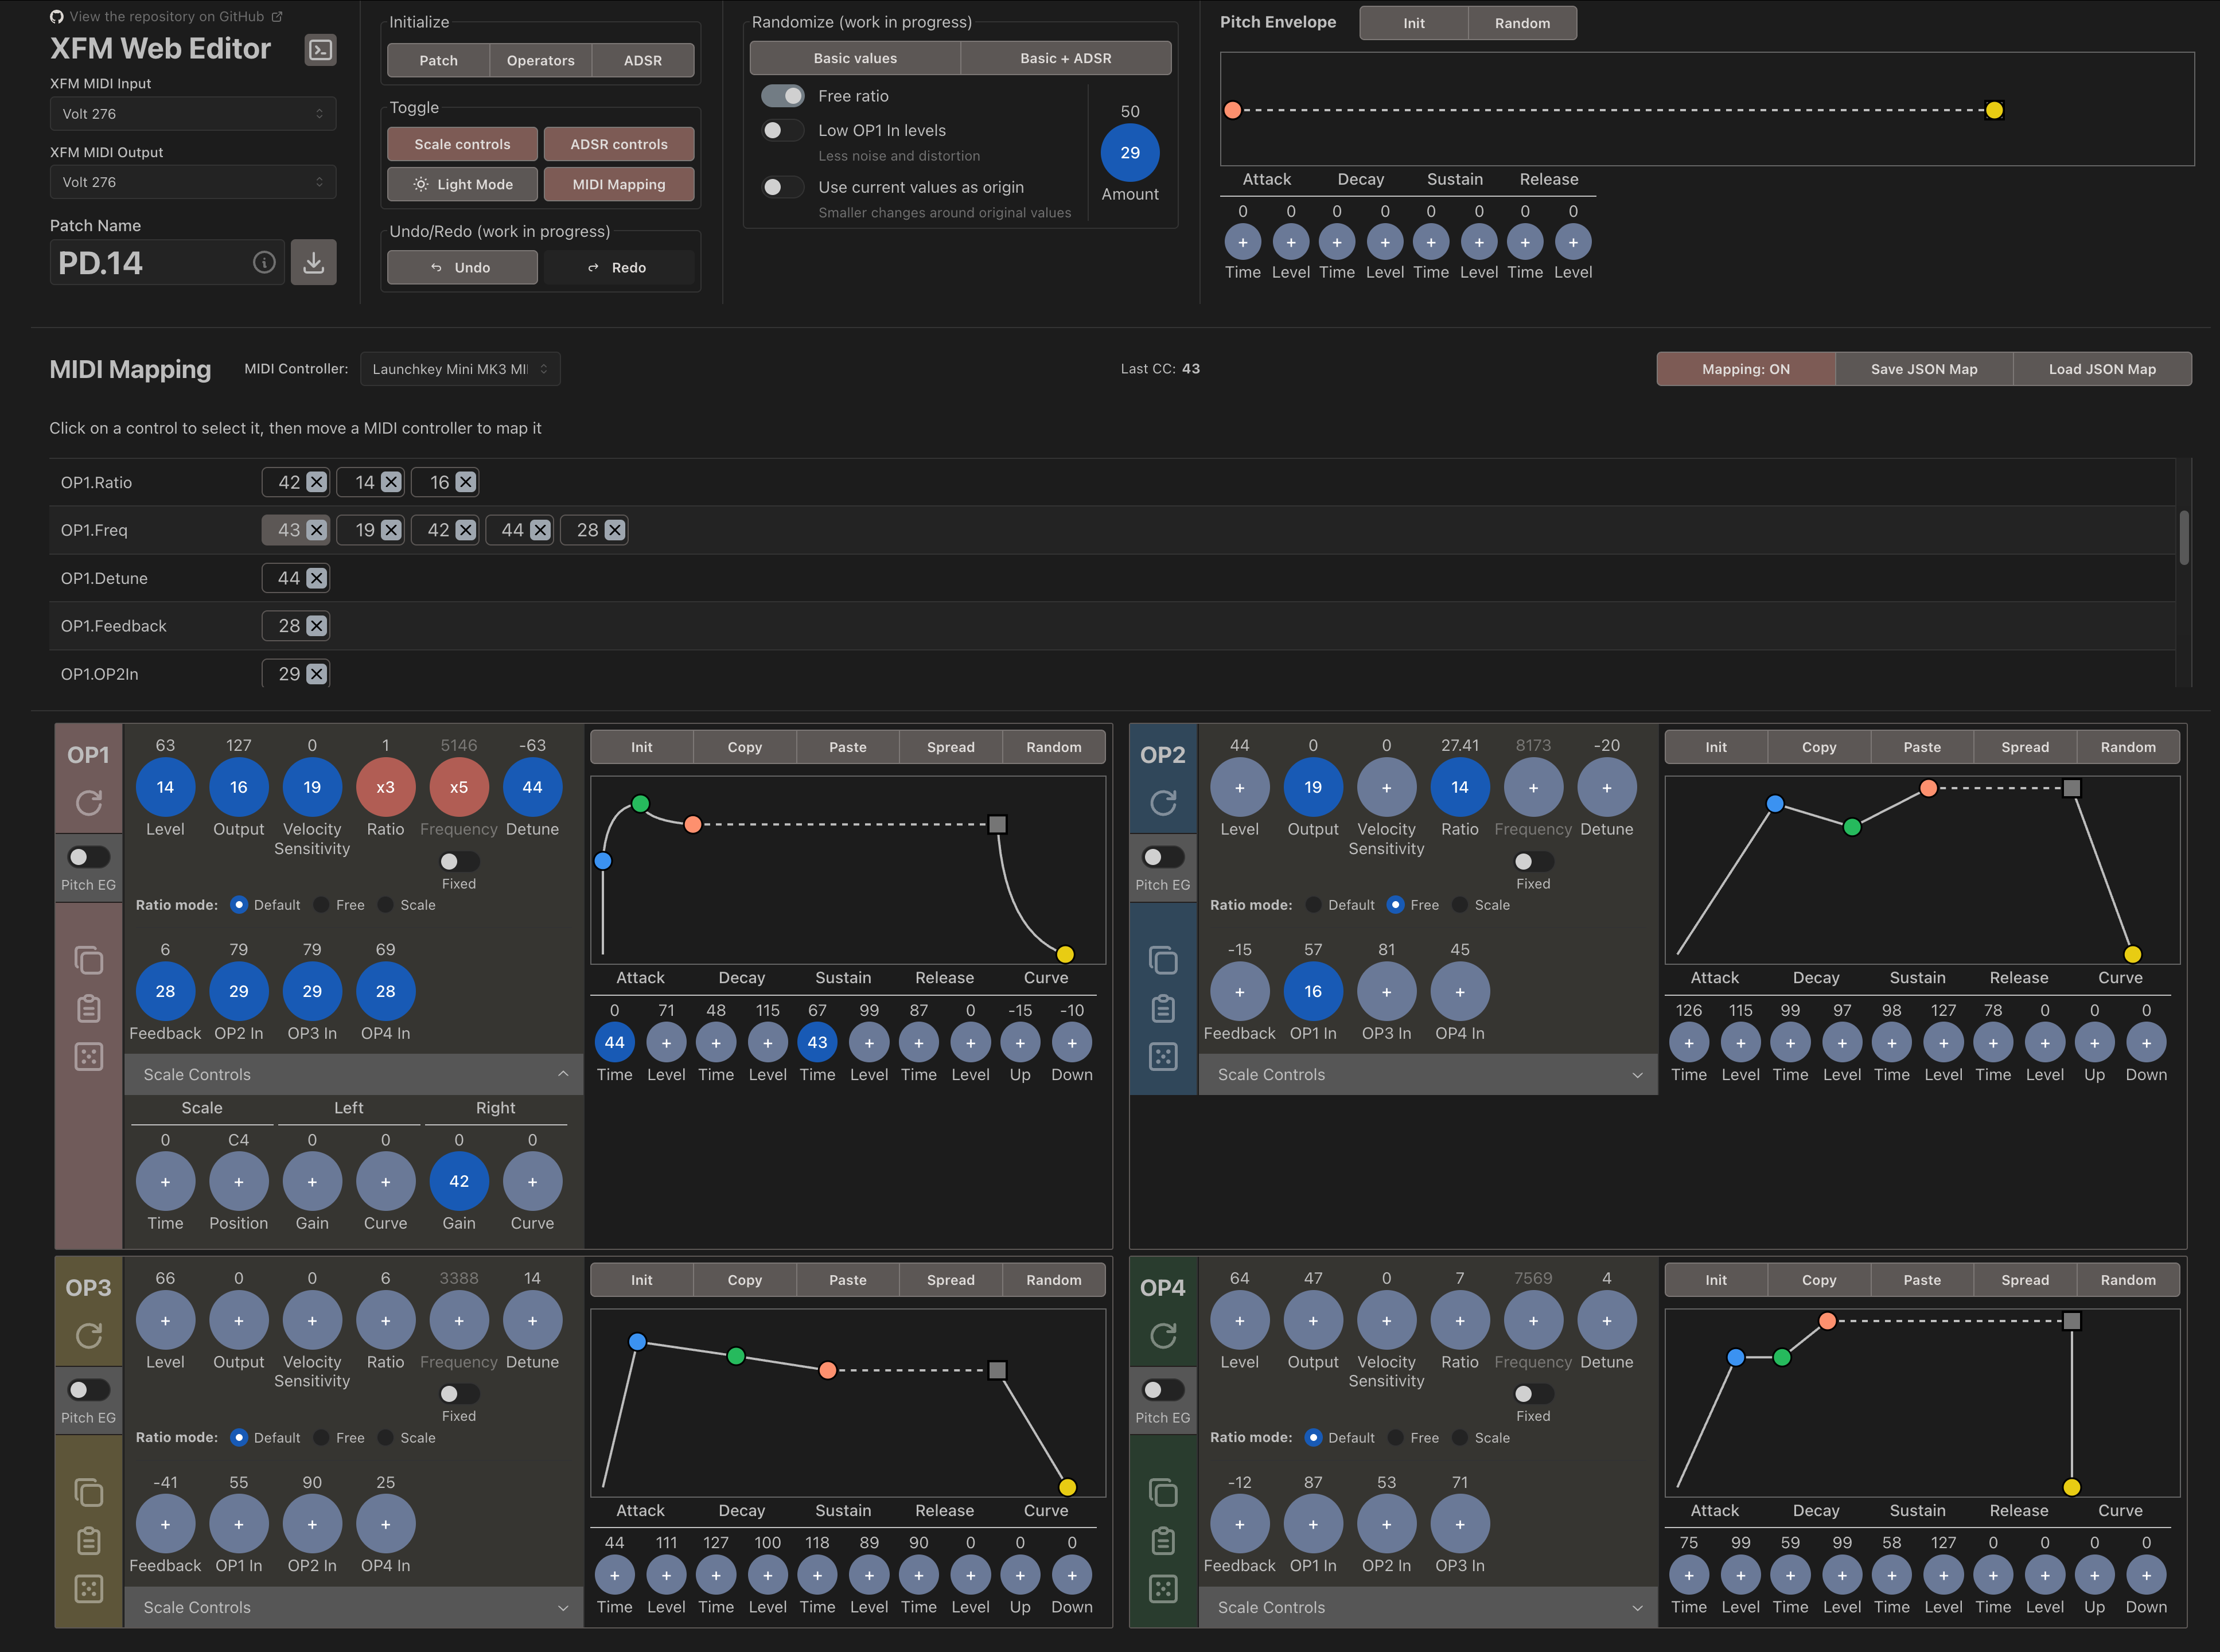 View the repository on GitHub
XFM Web Editor
XFM MIDI Input
Volt 276
XFM MIDI Output
Volt 276
Patch Name
PD.14
Initialize
Patch Operators ADSR
Toggle
Scale controls ADSR controls
Light Mode MIDI Mapping
Undo/Redo (work in progress)
Undo Redo
Randomize (work in progress)
Basic values Basic + ADSR
Free ratio
Low OP1 In levels
Less noise and distortion
Use current values as origin
Smaller changes around original values
50
29
Amount
Pitch Envelope Init Random
Attack Decay Sustain Release
0 0 0 0 0 0 0 0
+ + + + + + + +
Time Level Time Level Time Level Time Level
MIDI Mapping MIDI Controller: Launchkey Mini MK3 MI Last CC: 43 Mapping: ON Save JSON Map Load JSON Map
Click on a control to select it, then move a MIDI controller to map it
OP1.Ratio 42 14 16
OP1.Freq 43 19 42 44 28
OP1.Detune 44
OP1.Feedback 28
OP1.OP2In 29
OP1
Pitch EG
63 127 0 1 5146 -63
14 16 19 x3 x5 44
Level Output Velocity Sensitivity Ratio Frequency Detune
Fixed
Ratio mode: Default Free Scale
6 79 79 69
28 29 29 28
Feedback OP2 In OP3 In OP4 In
Scale Controls
Scale Left Right
0 C4 0 0 0 0
+ + + + 42 +
Time Position Gain Curve Gain Curve
Init Copy Paste Spread Random
Attack Decay Sustain Release Curve
0 71 48 115 67 99 87 0 -15 -10
44 + + + 43 + + + + +
Time Level Time Level Time Level Time Level Up Down
OP2
Pitch EG
44 0 0 27.41 8173 -20
+ 19 + 14 + +
Level Output Velocity Sensitivity Ratio Frequency Detune
Fixed
Ratio mode: Default Free Scale
-15 57 81 45
+ 16 + +
Feedback OP1 In OP3 In OP4 In
Scale Controls
Init Copy Paste Spread Random
Attack Decay Sustain Release Curve
126 115 99 97 98 127 78 0 0 0
+ + + + + + + + + +
Time Level Time Level Time Level Time Level Up Down
OP3
Pitch EG
66 0 0 6 3388 14
+ + + + + +
Level Output Velocity Sensitivity Ratio Frequency Detune
Fixed
Ratio mode: Default Free Scale
-41 55 90 25
+ + + +
Feedback OP1 In OP2 In OP4 In
Scale Controls
Init Copy Paste Spread Random
Attack Decay Sustain Release Curve
44 111 127 100 118 89 90 0 0 0
+ + + + + + + + + +
Time Level Time Level Time Level Time Level Up Down
OP4
Pitch EG
64 47 0 7 7569 4
+ + + + + +
Level Output Velocity Sensitivity Ratio Frequency Detune
Fixed
Ratio mode: Default Free Scale
-12 87 53 71
+ + + +
Feedback OP1 In OP2 In OP3 In
Scale Controls
Init Copy Paste Spread Random
Attack Decay Sustain Release Curve
75 99 59 99 58 127 0 0 0 0
+ + + + + + + + + +
Time Level Time Level Time Level Time Level Up Down